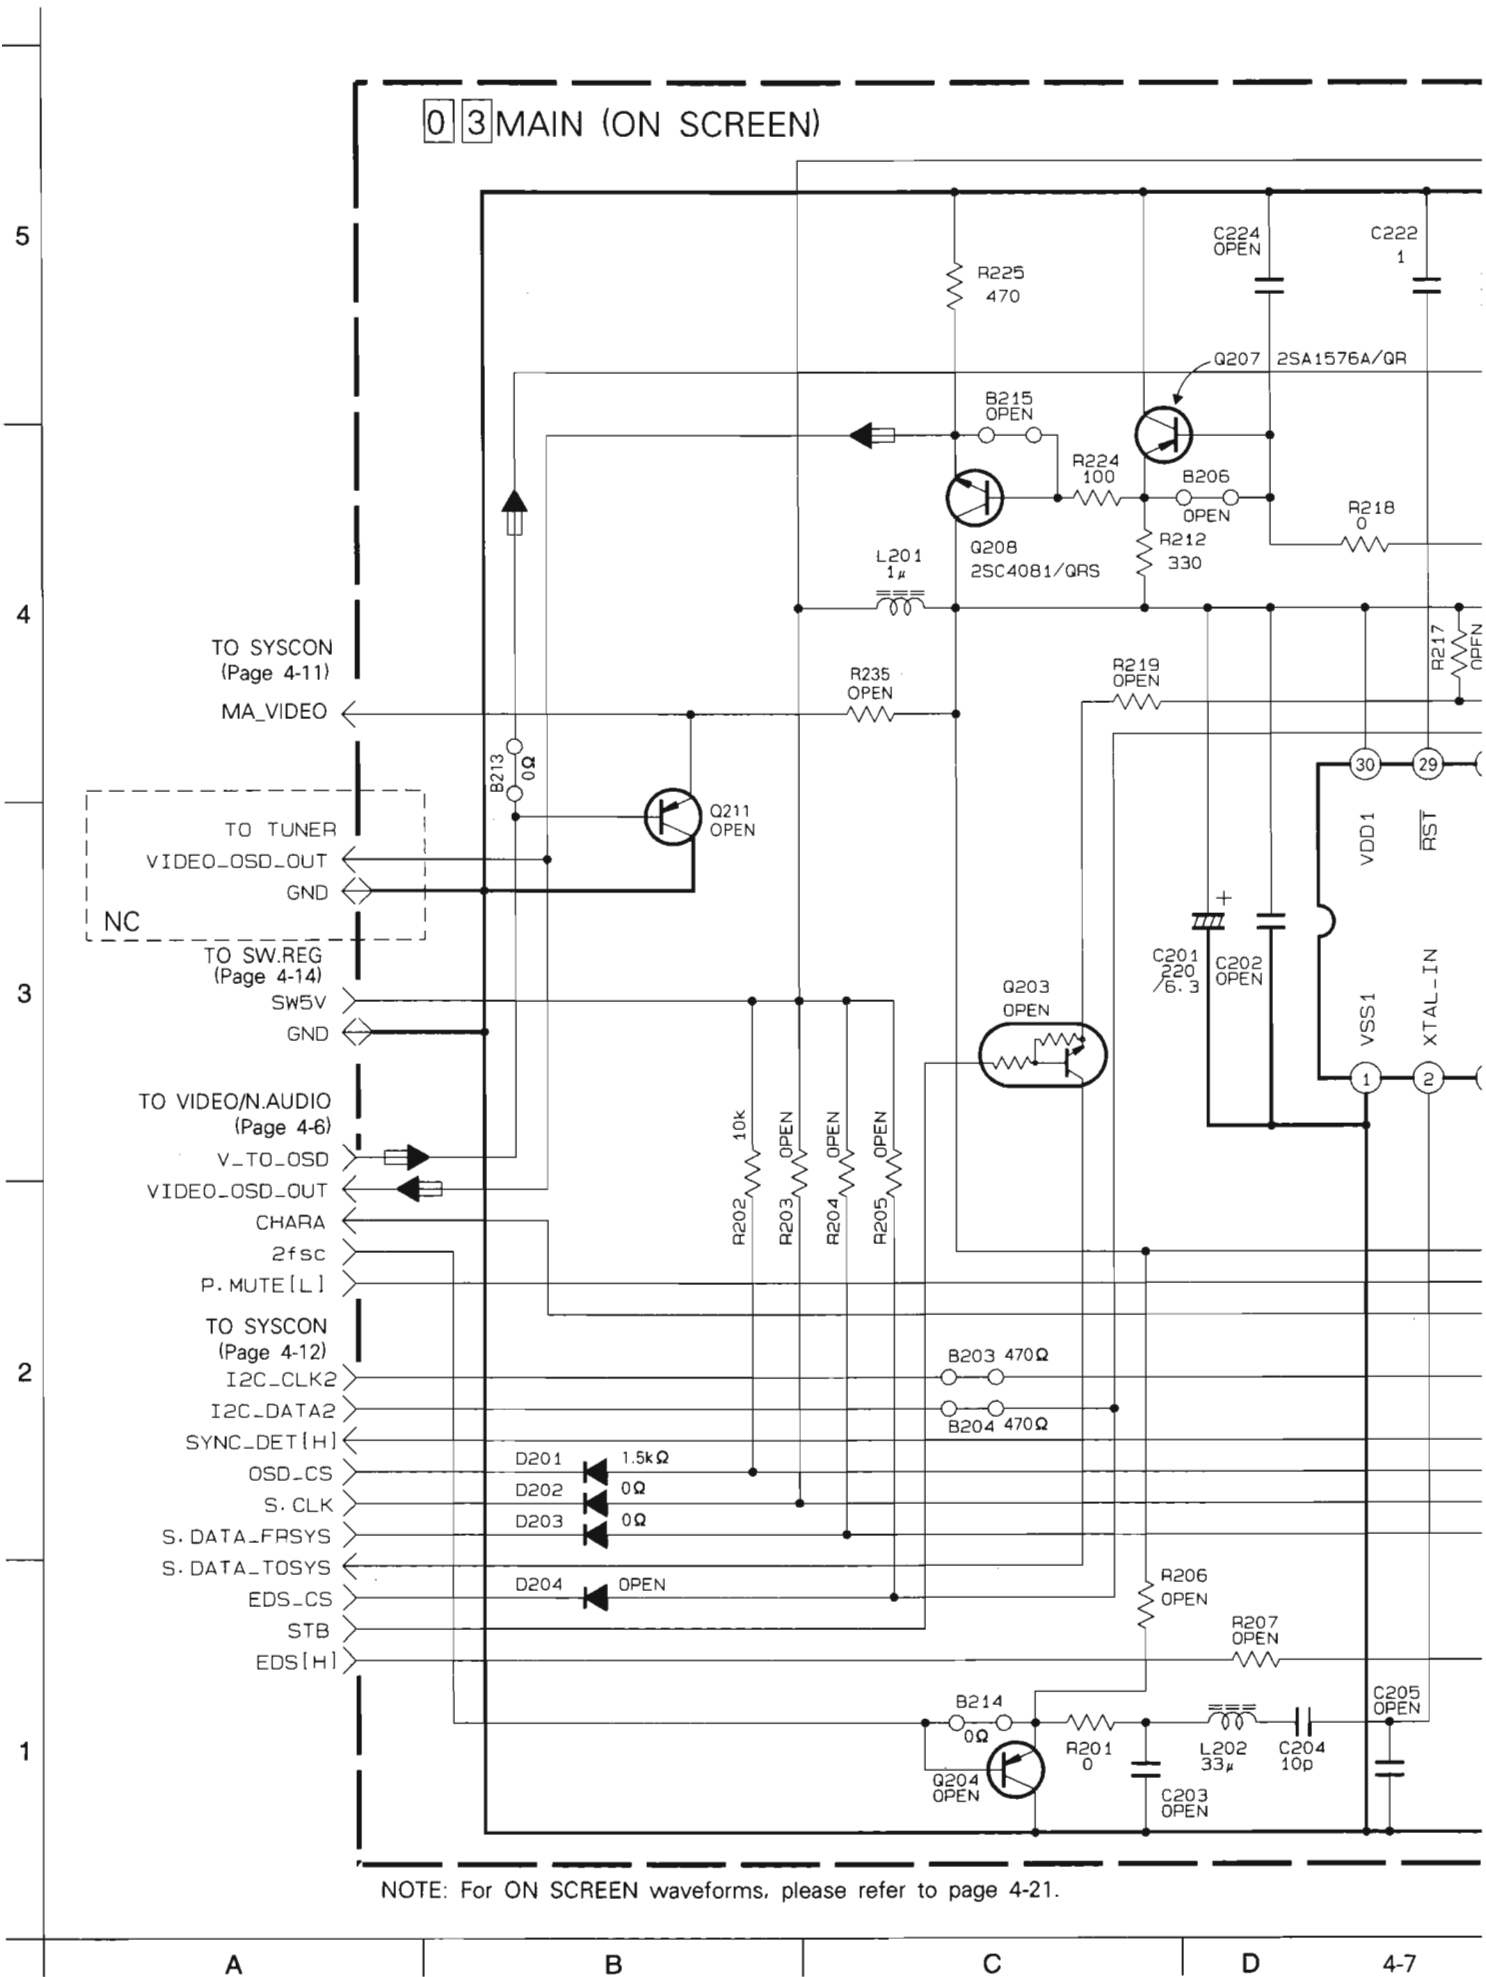 0 3 MAIN (ON SCREEN)
5
C224
OPEN
C222
1
R225
470
Q207 2SA1576A/QR
B215
OPEN
R224
100
B206
OPEN
R218
0
Q208
2SC4081/QRS
R212
330
L201
1µ
4
TO SYSCON
(Page 4-11)
MA_VIDEO
R235
OPEN
R219
OPEN
R217
OPEN
B213
0Ω
30
29
Q211
OPEN
VDD1
RST
TO TUNER
VIDEO_OSD_OUT
GND
NC
TO SW.REG
(Page 4-14)
SW5V
GND
3
+
C201
220
/6.3
C202
OPEN
Q203
OPEN
VSS1
XTAL_IN
1
2
TO VIDEO/N.AUDIO
(Page 4-6)
V_TO_OSD
VIDEO_OSD_OUT
CHARA
2fsc
P.MUTE[L]
R202
10k
R203
OPEN
R204
OPEN
R205
OPEN
TO SYSCON
(Page 4-12)
2
I2C_CLK2
B203 470Ω
I2C_DATA2
B204 470Ω
SYNC_DET[H]
OSD_CS
D201
1.5kΩ
S.CLK
D202
0Ω
S.DATA_FRSYS
D203
0Ω
S.DATA_TOSYS
EDS_CS
D204
OPEN
STB
EDS[H]
R206
OPEN
R207
OPEN
1
B214
0Ω
Q204
OPEN
R201
0
C203
OPEN
L202
33µ
C204
10p
C205
OPEN
NOTE: For ON SCREEN waveforms, please refer to page 4-21.
A
B
C
D
4-7